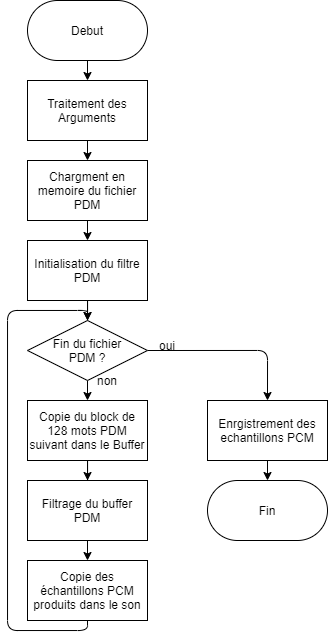 Debut
Traitement des
Arguments
Chargment en
memoire du fichier
PDM
Initialisation du filtre
PDM
Fin du fichier
PDM ?
oui
non
Copie du block de
128 mots PDM
suivant dans le Buffer
Enrgistrement des
echantillons PCM
Filtrage du buffer
PDM
Fin
Copie des
échantillons PCM
produits dans le son